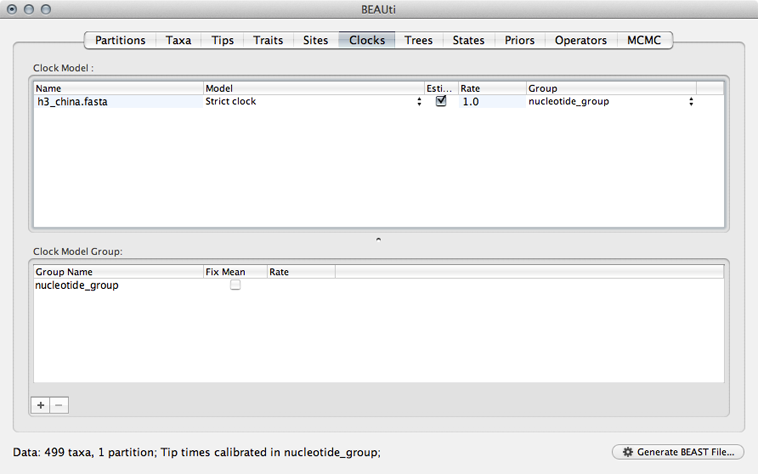 BEAUti
Partitions Taxa Tips Traits Sites Clocks Trees States Priors Operators MCMC
Clock Model :
Name Model Esti... Rate Group
h3_china.fasta Strict clock 1.0 nucleotide_group
Clock Model Group:
Group Name Fix Mean Rate
nucleotide_group
+ −
Data: 499 taxa, 1 partition; Tip times calibrated in nucleotide_group; Generate BEAST File...